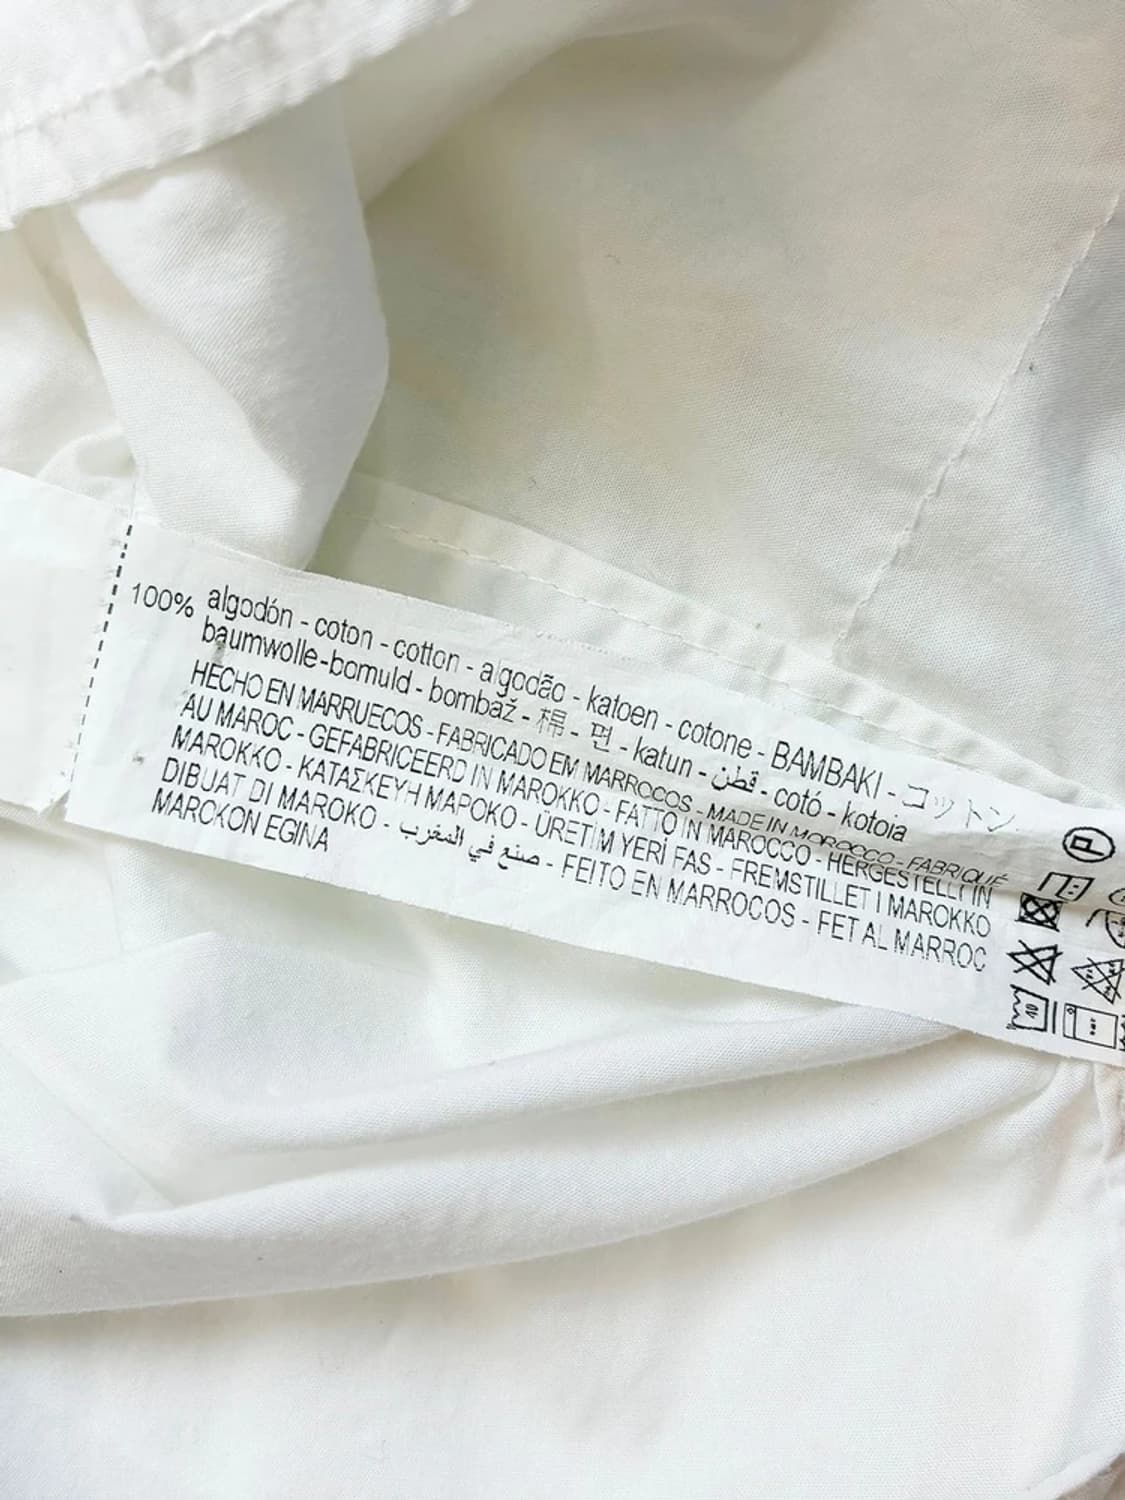 100% algodón - coton - cotton - algodão - katoen - cotone - BAMBAKI - コットン
baumwolle-bomuld - bombaž - 棉 - 면 - katun - قطن - cotó - kotoia
HECHO EN MARRUECOS - FABRICADO EM MARROCOS - MADE IN MOROCCO - FABRIQUÉ
AU MAROC - GEFABRICEERD IN MAROKKO - FATTO IN MAROCCO - HERGESTELLT IN
MAROKKO - ΚΑΤΑΣΚΕΥΗ ΜΑΡΟΚΟ - ÜRETİM YERİ FAS - FREMSTILLET I MAROKKO
DIBUAT DI MAROKO - صنع في المغرب - FEITO EN MARROCOS - FET AL MARROC
MAROKON EGINA
P